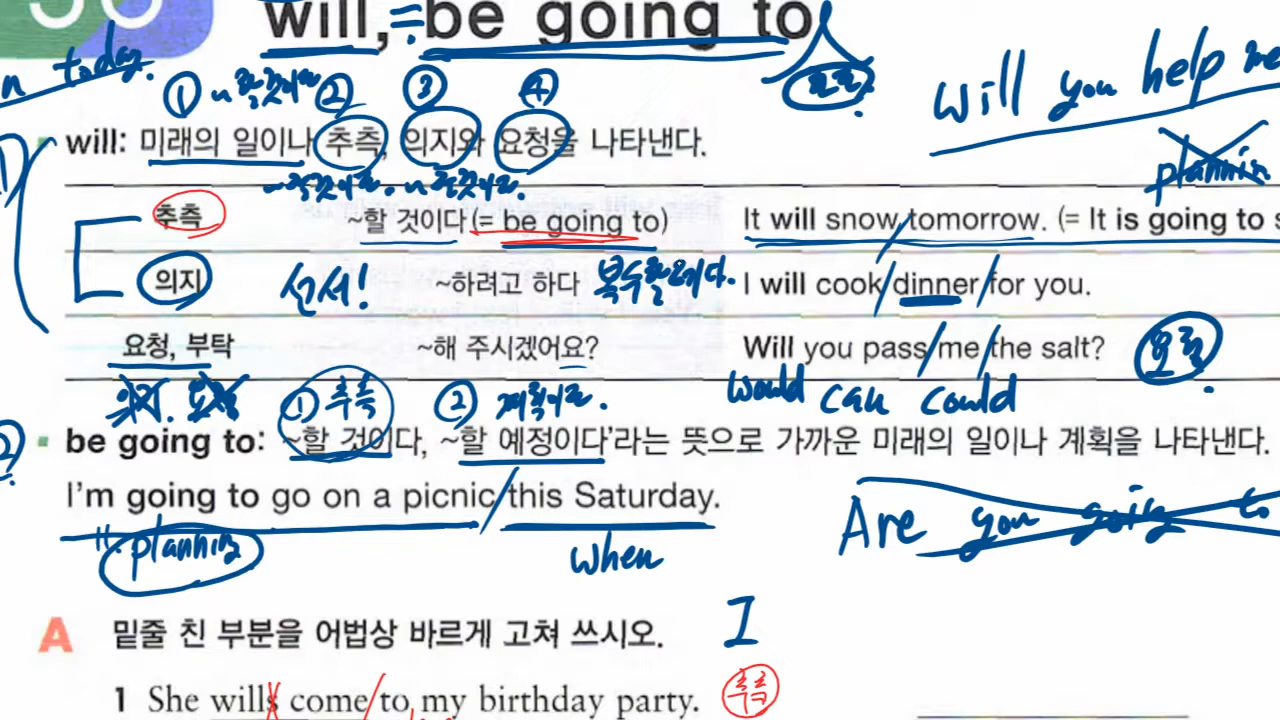 will, = be going to
n today.
① ② ③ ④
Will you help me
will: 미래의 일이나 추측, 의지와 요청을 나타낸다.
추측 ~할 것이다 (= be going to) It will snow tomorrow. (= It is going to s
의지 선서! ~하려고 하다 I will cook dinner for you.
요청, 부탁 ~해 주시겠어요? Will you pass me the salt?
would can could
① 추측 ②
be going to: ~할 것이다, ~할 예정이다'라는 뜻으로 가까운 미래의 일이나 계획을 나타낸다.
I'm going to go on a picnic this Saturday.
Are you going to
when
A 밑줄 친 부분을 어법상 바르게 고쳐 쓰시오.
I
1 She wills come to my birthday party.
추측